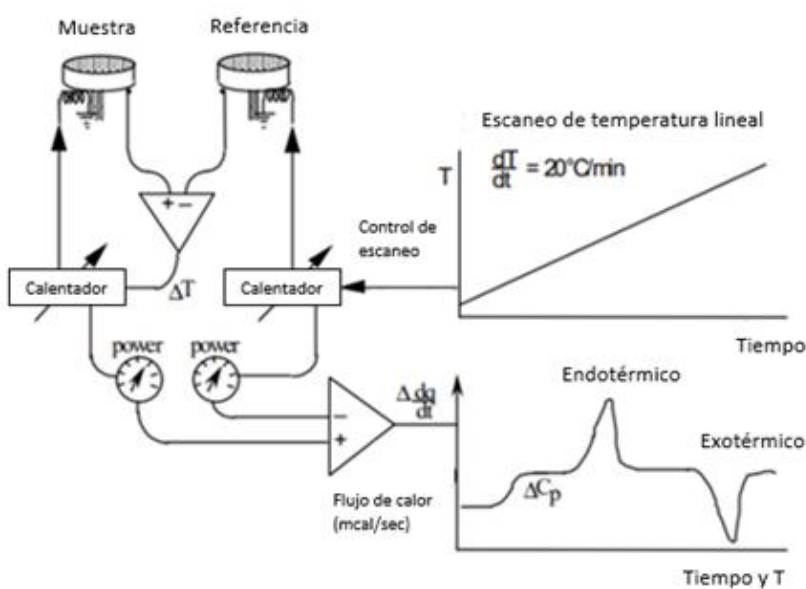 Muestra
Referencia
Escaneo de temperatura lineal
T
dT/dt = 20°C/min
+ −
Control de
escaneo
Calentador
ΔT
Calentador
Tiempo
power
power
Endotérmico
Δ dq/dt
−
+
Exotérmico
ΔCp
Flujo de calor
(mcal/sec)
Tiempo y T